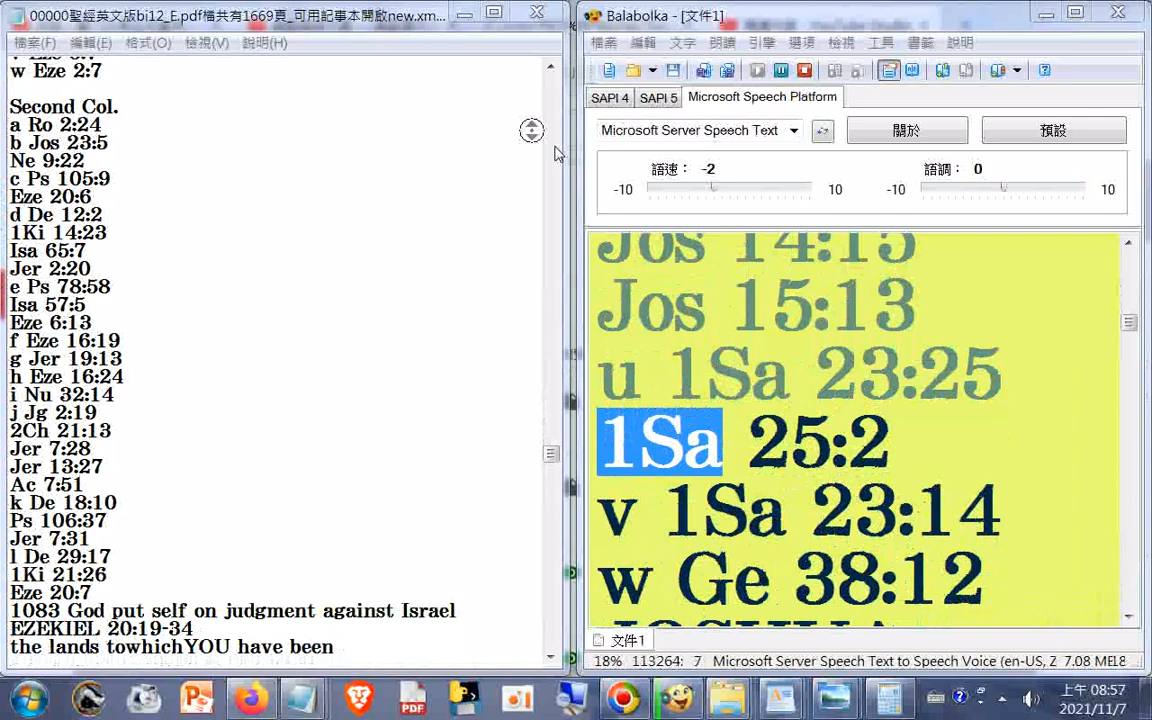 00000聖經英文版bi12_E.pdf檔共有1669頁_可用記事本開啟new.xm...
檔案(F) 編輯(E) 格式(O) 檢視(V) 說明(H)
w Eze 2:7
Second Col.
a Ro 2:24
b Jos 23:5
Ne 9:22
c Ps 105:9
Eze 20:6
d De 12:2
1Ki 14:23
Isa 65:7
Jer 2:20
e Ps 78:58
Isa 57:5
Eze 6:13
f Eze 16:19
g Jer 19:13
h Eze 16:24
i Nu 32:14
j Jg 2:19
2Ch 21:13
Jer 7:28
Jer 13:27
Ac 7:51
k De 18:10
Ps 106:37
Jer 7:31
l De 29:17
1Ki 21:26
Eze 20:7
1083 God put self on judgment against Israel
EZEKIEL 20:19-34
the lands towhichYOU have been
Balabolka - [文件1]
檔案 編輯 文字 朗讀 引擎 選項 檢視 工具 書籤 說明
SAPI 4 SAPI 5 Microsoft Speech Platform
Microsoft Server Speech Text 關於 預設
語速： -2 語調： 0
-10 10 -10 10
Jos 14:13
Jos 15:13
u 1Sa 23:25
1Sa 25:2
v 1Sa 23:14
w Ge 38:12
文件1
18% 113264: 7 Microsoft Server Speech Text to Speech Voice (en-US, Z 7.08 ME18%
上午 08:57
2021/11/7